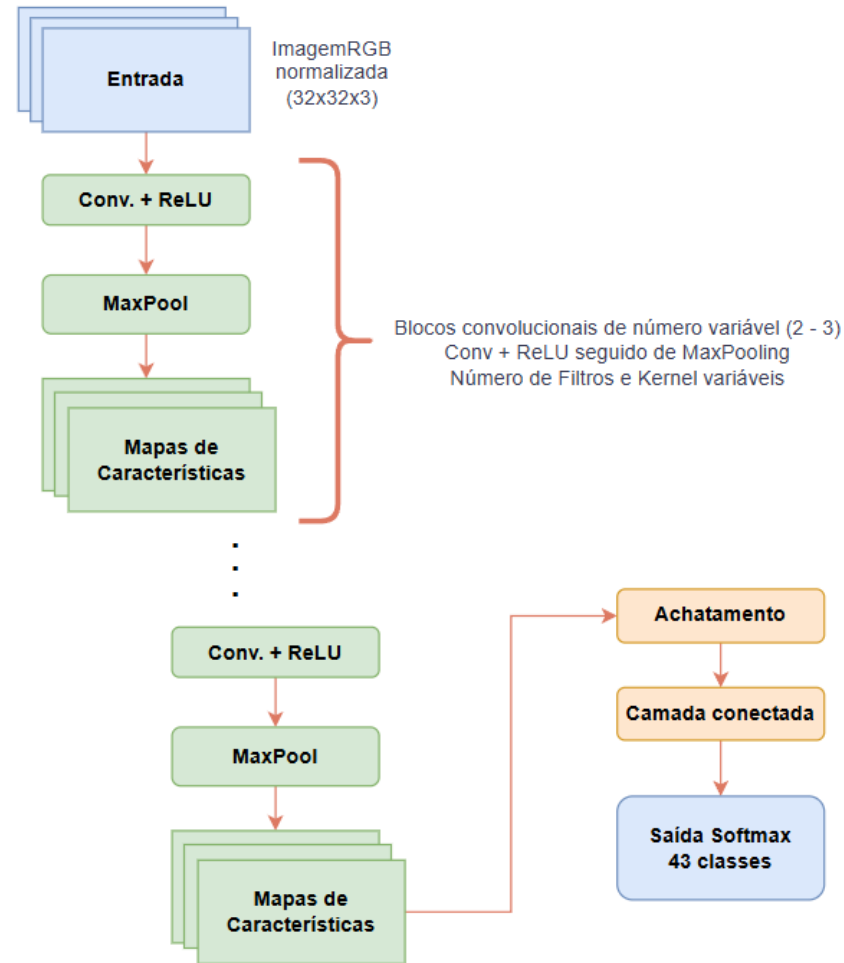 Entrada
ImagemRGB
normalizada
(32x32x3)
Conv. + ReLU
MaxPool
Mapas de
Características
Blocos convolucionais de número variável (2 - 3)
Conv + ReLU seguido de MaxPooling
Número de Filtros e Kernel variáveis
Conv. + ReLU
MaxPool
Mapas de
Características
Achatamento
Camada conectada
Saída Softmax
43 classes